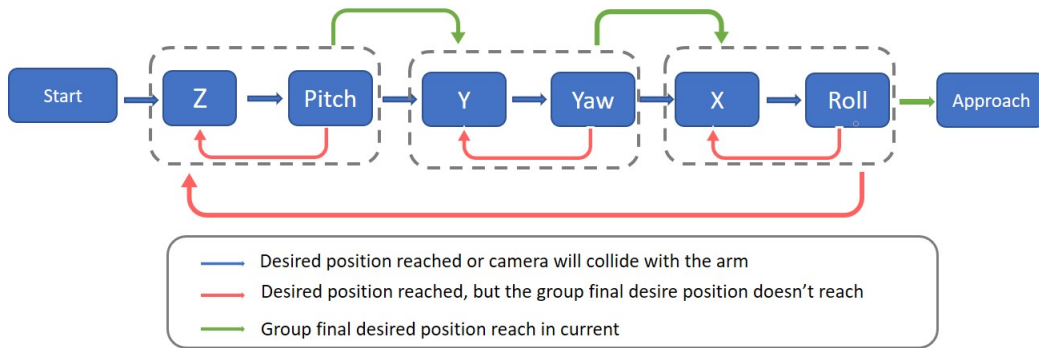 Start
Z
Pitch
Y
Yaw
X
Roll
Approach
Desired position reached or camera will collide with the arm
Desired position reached, but the group final desire position doesn't reach
Group final desired position reach in current